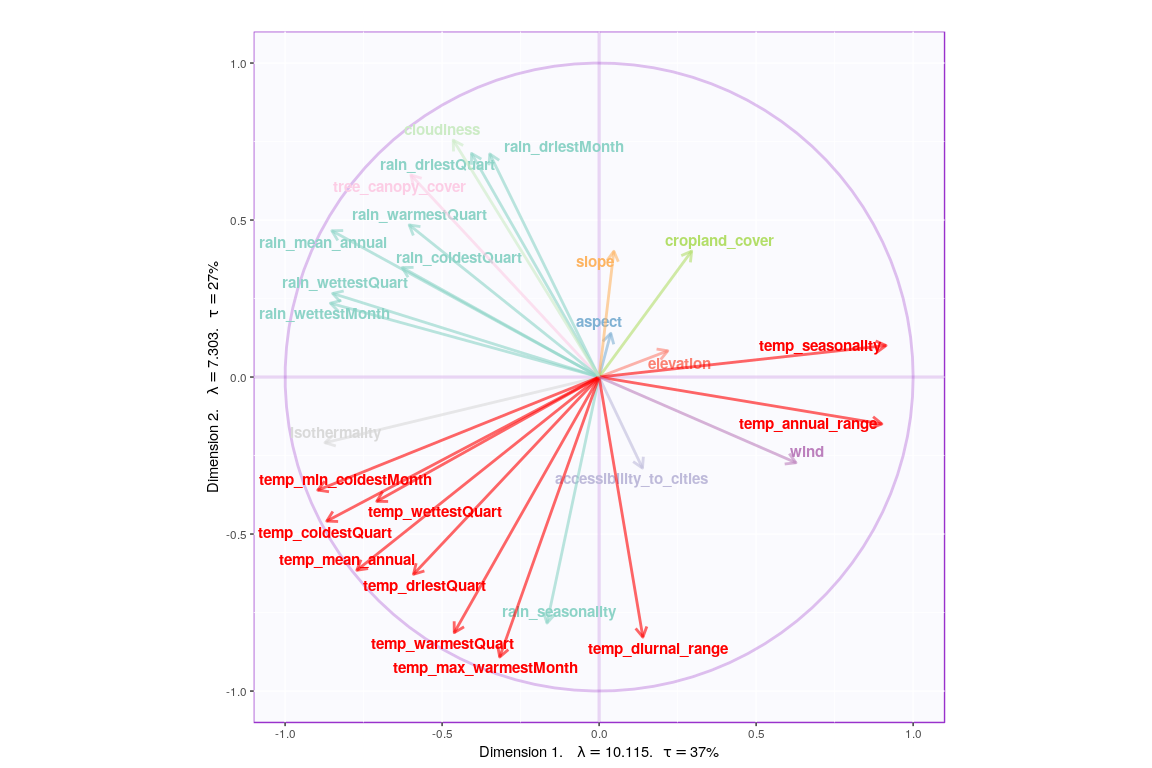 1.0
cloudiness
rain_driestMonth
rain_driestQuart
tree_canopy_cover
rain_warmestQuart
0.5
rain_mean_annual
cropland_cover
rain_coldestQuart
slope
rain_wettestQuart
rain_wettestMonth
aspect
temp_seasonality
elevation
0.0
temp_annual_range
isothermality
wind
temp_min_coldestMonth
accessibility_to_cities
temp_wettestQuart
temp_coldestQuart
-0.5
temp_mean_annual
temp_driestQuart
rain_seasonality
temp_warmestQuart
temp_diurnal_range
temp_max_warmestMonth
-1.0
-1.0 -0.5 0.0 0.5 1.0
Dimension 1. λ = 10.115. τ = 37%
Dimension 2. λ = 7.303. τ = 27%